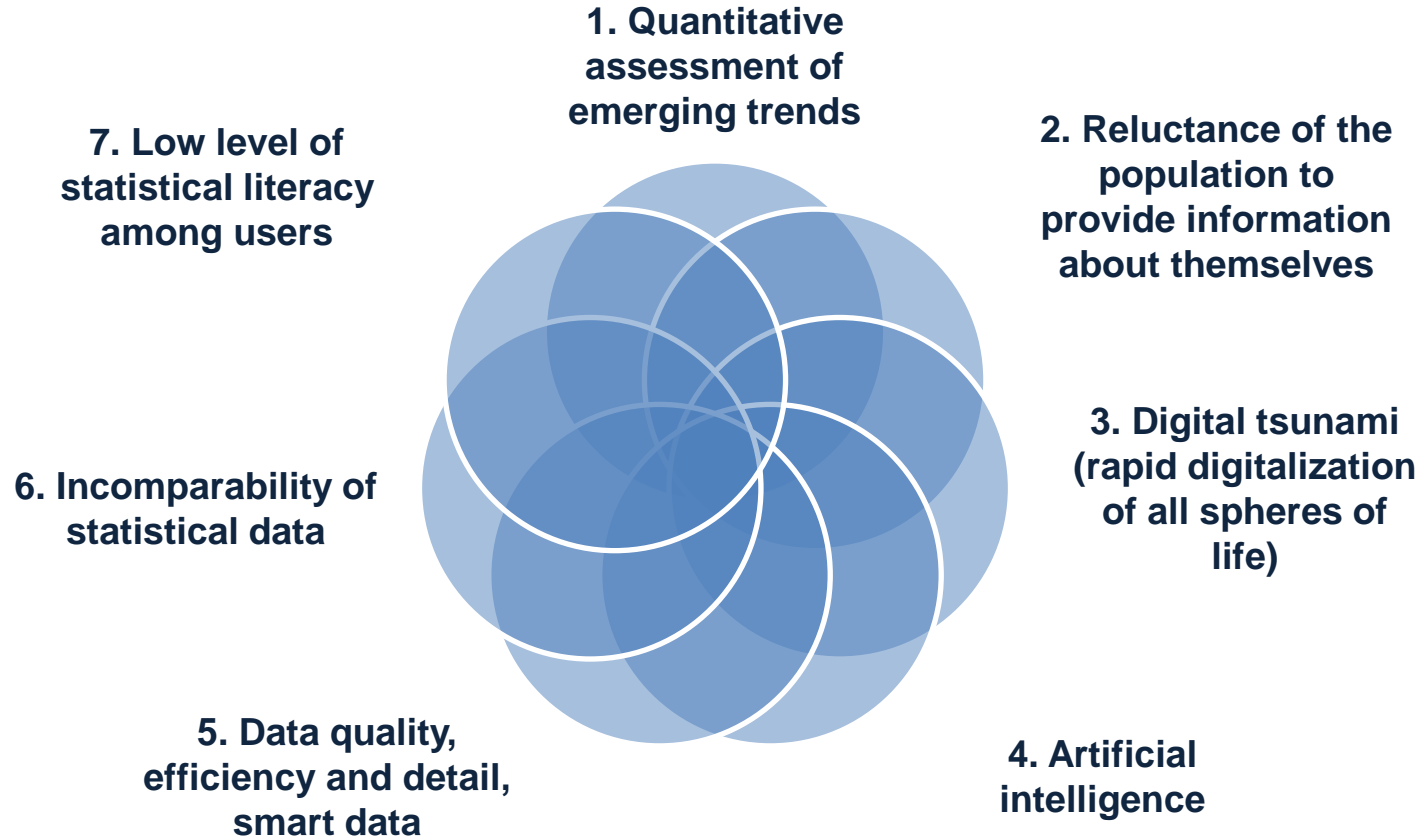 1. Quantitative
assessment of
emerging trends
2. Reluctance of the
population to
provide information
about themselves
3. Digital tsunami
(rapid digitalization
of all spheres of
life)
4. Artificial
intelligence
5. Data quality,
efficiency and detail,
smart data
6. Incomparability of
statistical data
7. Low level of
statistical literacy
among users